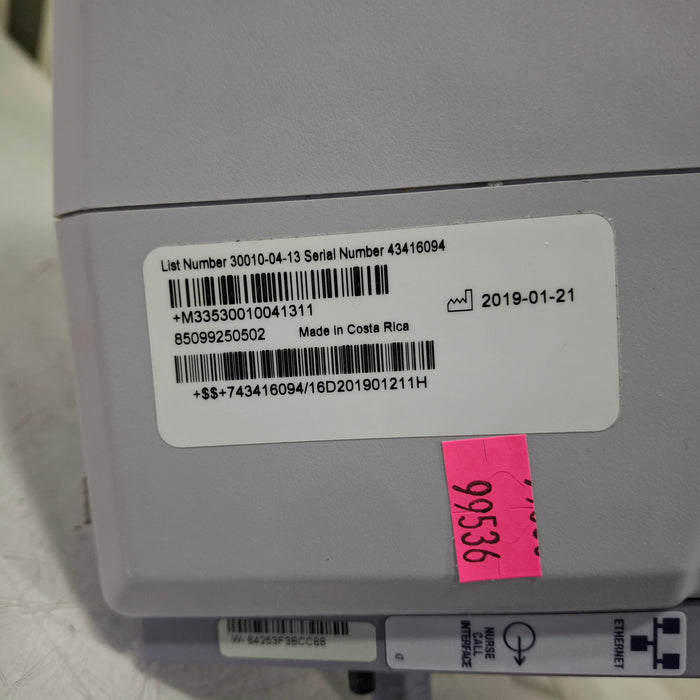 List Number 30010-04-13 Serial Number 43416094
+M33530010041311
2019-01-21
85099250502 Made in Costa Rica
+$$+743416094/16D201901211H
99536
W- 84253F3BCC88
NURSE
CALL
INTERFACE
ETHERNET